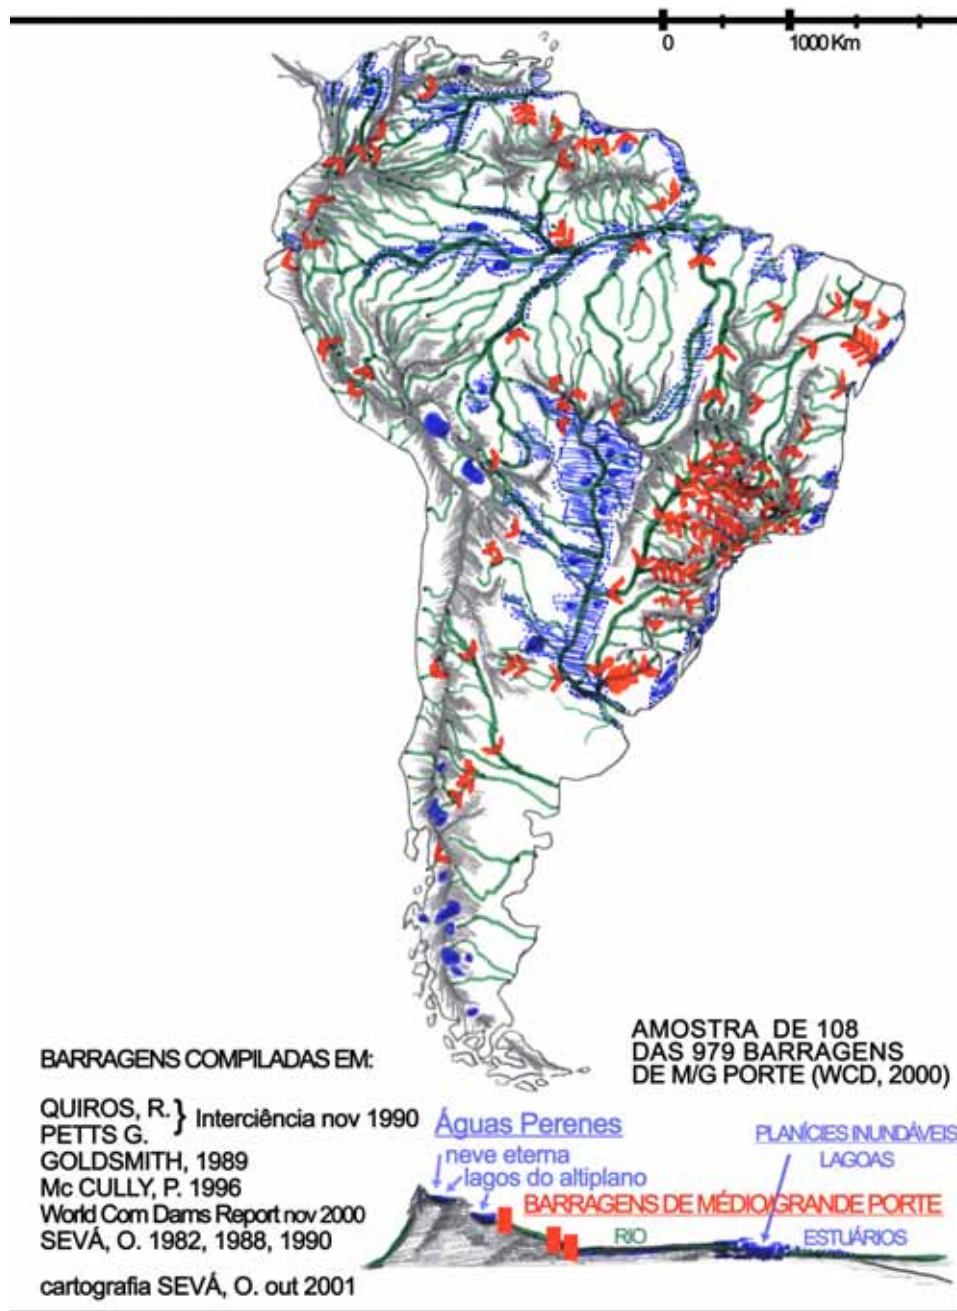 0 1000 Km
AMOSTRA DE 108
DAS 979 BARRAGENS
DE M/G PORTE (WCD, 2000)
BARRAGENS COMPILADAS EM:
QUIROS, R. } Interciência nov 1990
PETTS G.
GOLDSMITH, 1989
Mc CULLY, P. 1996
World Com Dams Report nov 2000
SEVÁ, O. 1982, 1988, 1990
cartografia SEVÁ, O. out 2001
Águas Perenes
neve eterna
lagos do altiplano
BARRAGENS DE MÉDIO/GRANDE PORTE
PLANÍCIES INUNDÁVEIS
LAGOAS
RIO
ESTUÁRIOS